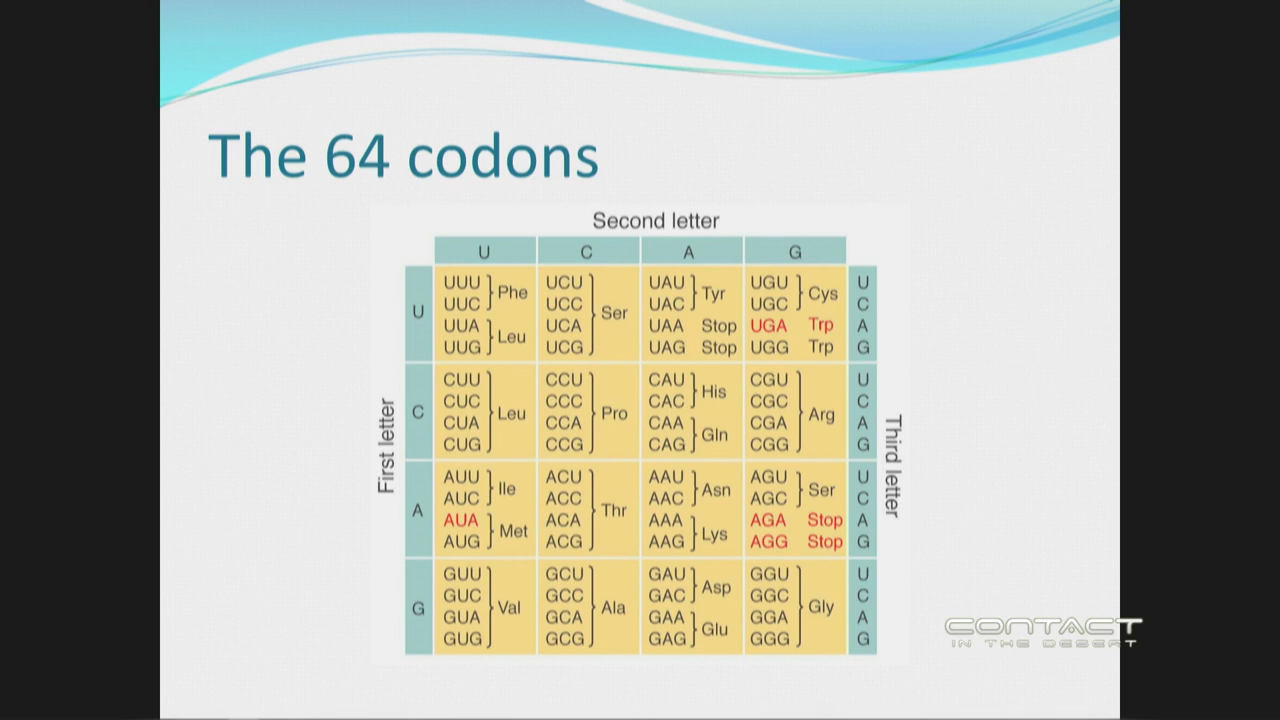 The 64 codons
Second letter
U C A G
First letter
U
UUU UUC Phe
UUA UUG Leu
UCU UCC UCA UCG Ser
UAU UAC Tyr
UAA Stop
UAG Stop
UGU UGC Cys
UGA Trp
UGG Trp
U C A G
C
CUU CUC CUA CUG Leu
CCU CCC CCA CCG Pro
CAU CAC His
CAA CAG Gln
CGU CGC CGA CGG Arg
U C A G
A
AUU AUC Ile
AUA AUG Met
ACU ACC ACA ACG Thr
AAU AAC Asn
AAA AAG Lys
AGU AGC Ser
AGA Stop
AGG Stop
U C A G
G
GUU GUC GUA GUG Val
GCU GCC GCA GCG Ala
GAU GAC Asp
GAA GAG Glu
GGU GGC GGA GGG Gly
U C A G
Third letter
CONTACT
IN THE DESERT